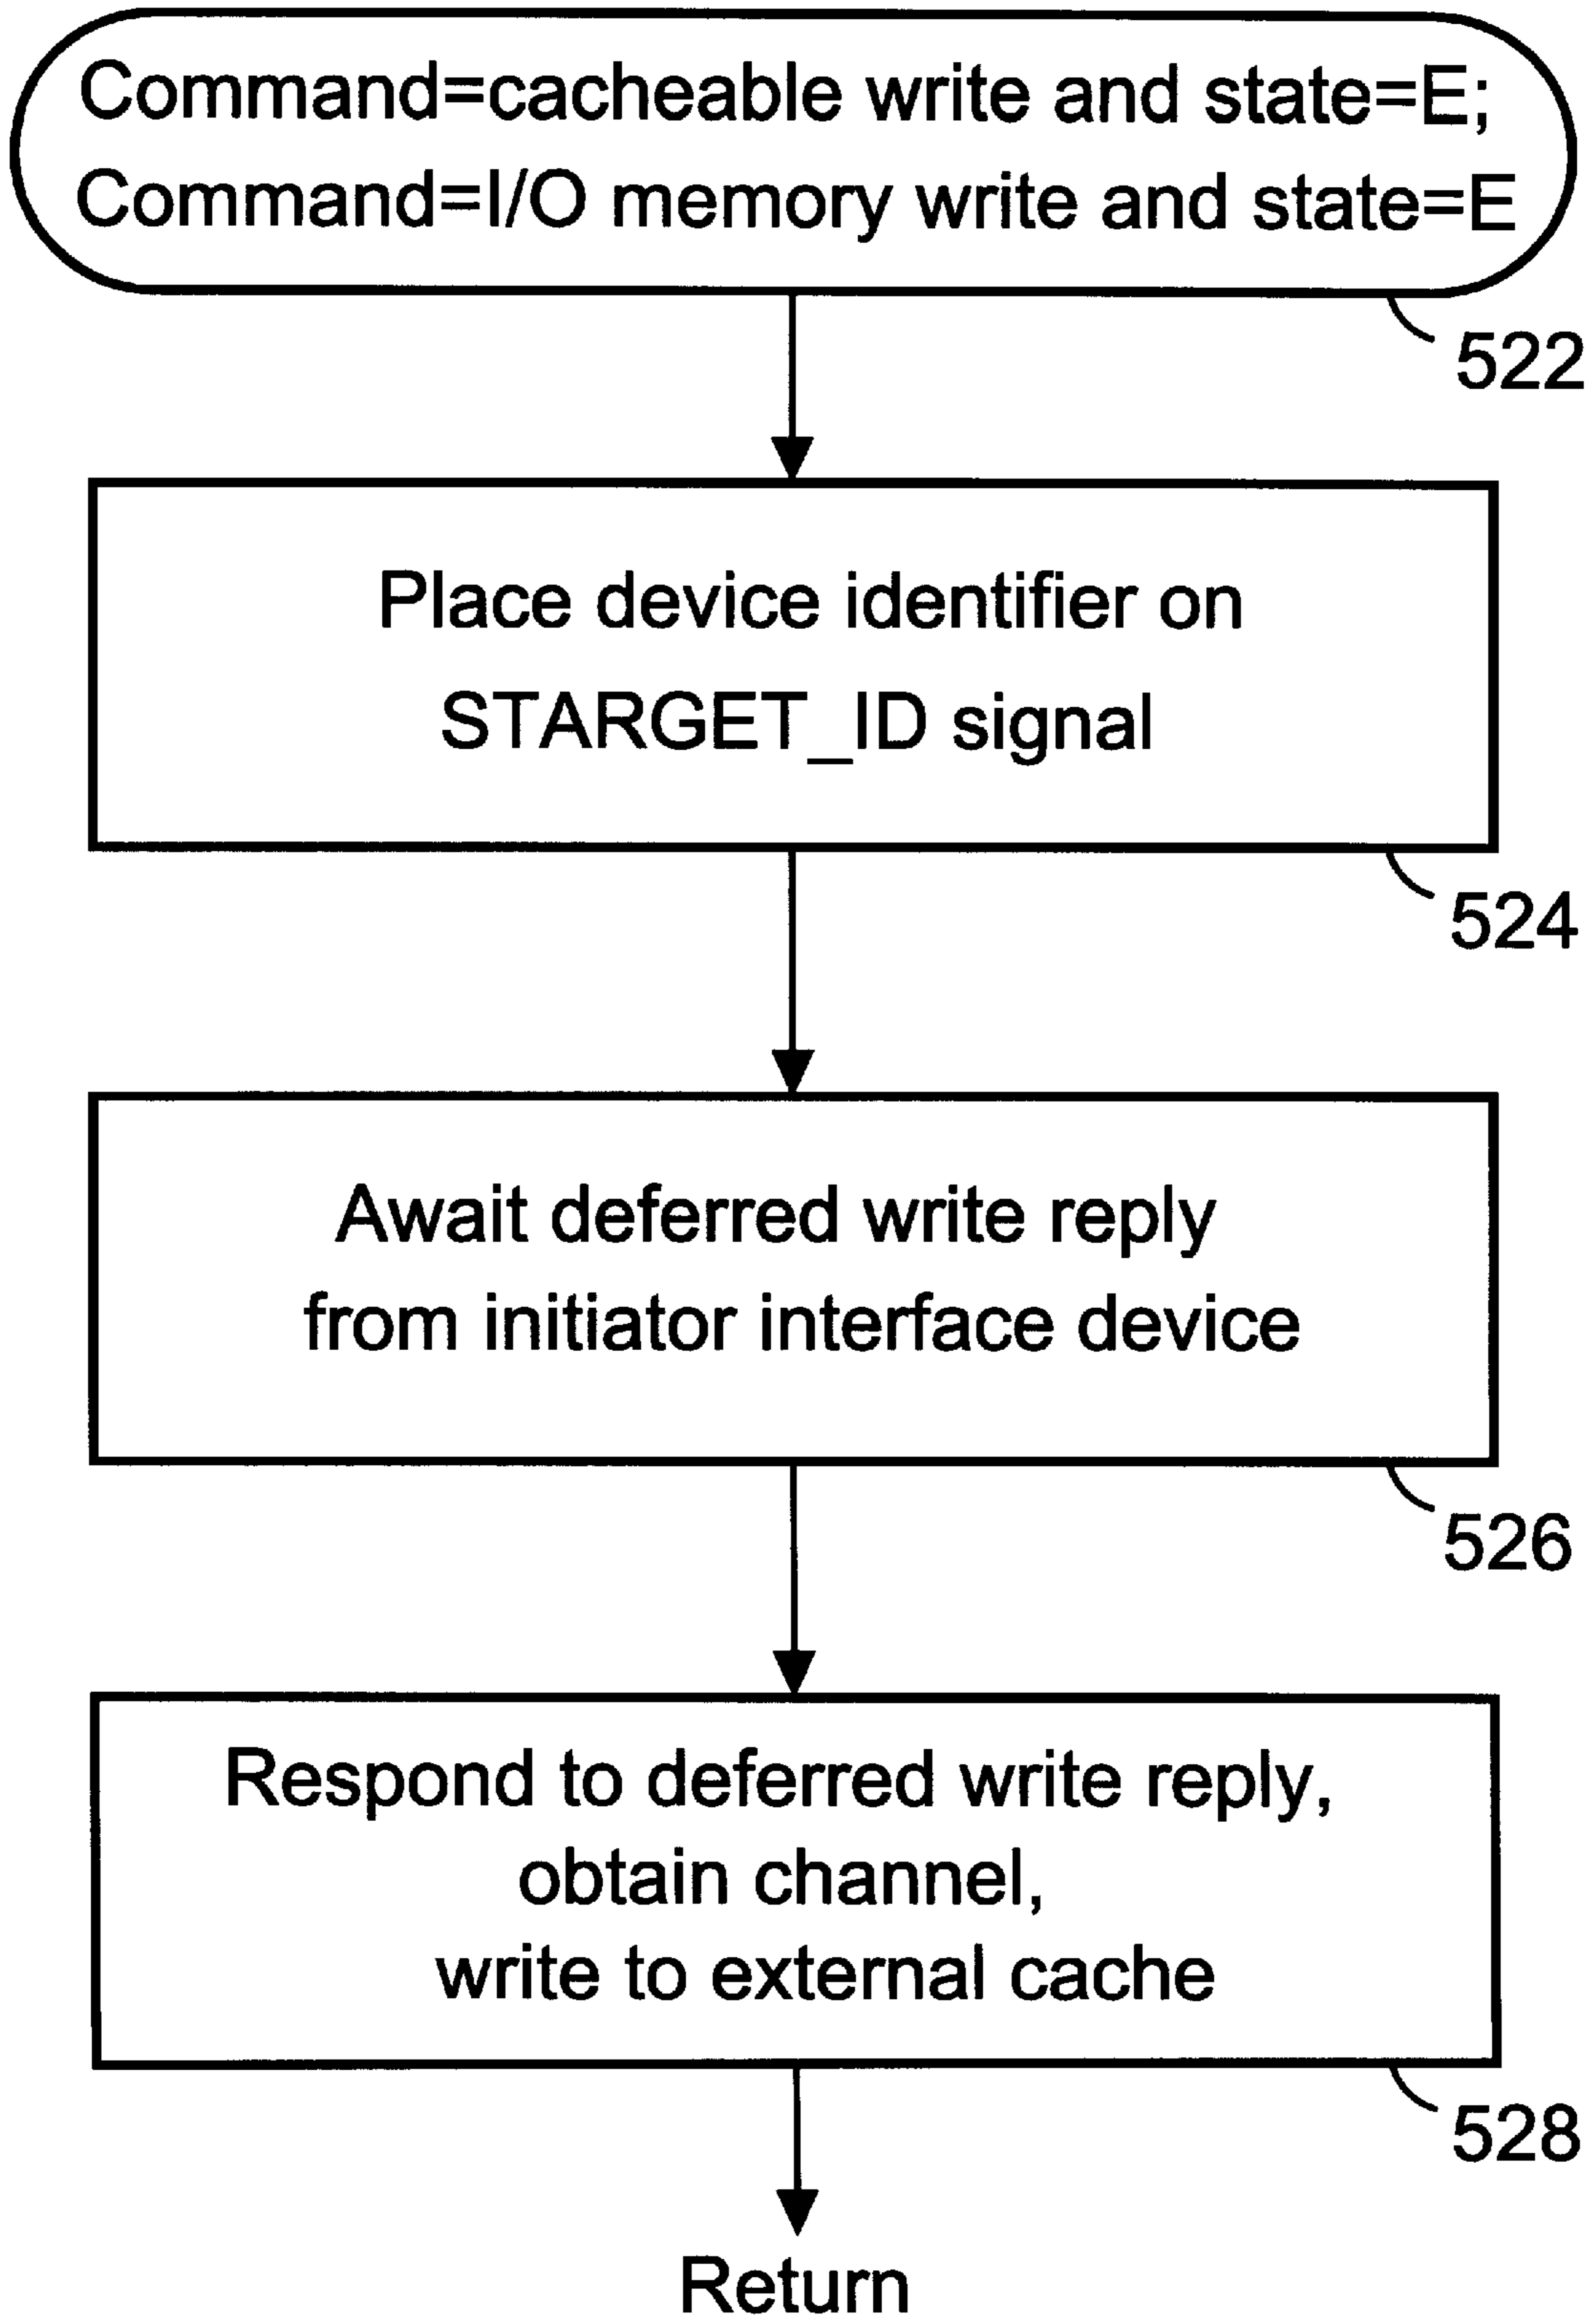 Command=cacheable write and state=E;
Command=I/O memory write and state=E
522
Place device identifier on
STARGET_ID signal
524
Await deferred write reply
from initiator interface device
526
Respond to deferred write reply,
obtain channel,
write to external cache
528
Return